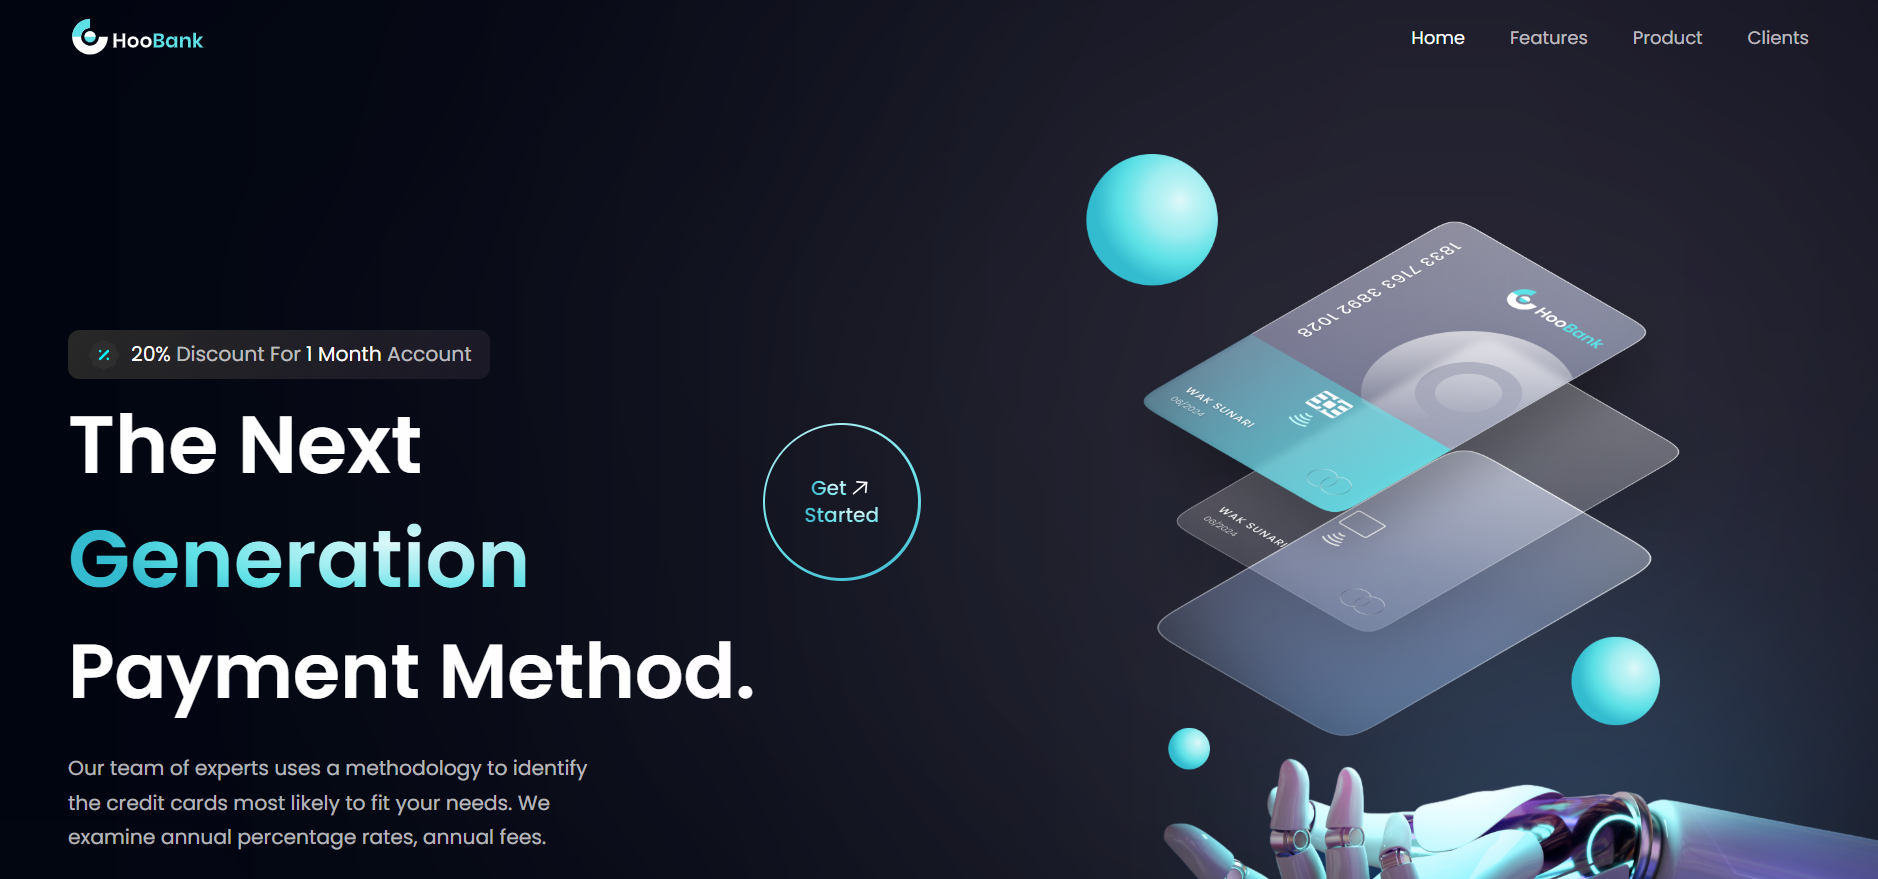 HooBank
Home Features Product Clients
20% Discount For 1 Month Account
The Next
Generation
Payment Method.
Get
Started
Our team of experts uses a methodology to identify
the credit cards most likely to fit your needs. We
examine annual percentage rates, annual fees.
1833 7163 3892 1028
HooBank
WAK SUNARI
08/2024
WAK SUNARI
08/2024